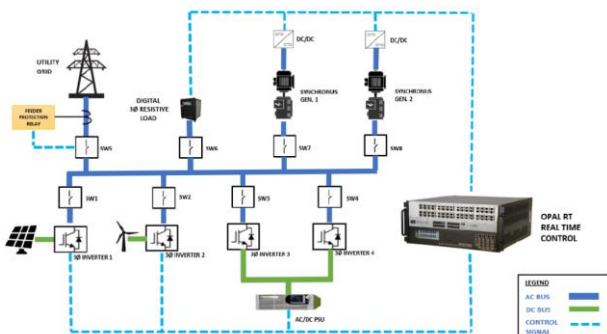 UTILITY
GRID
FEEDER
PROTECTION
RELAY
DIGITAL
3Ø RESISTIVE
LOAD
DC/DC
DC/DC
SYNCHRONUS
GEN. 1
SYNCHRONUS
GEN. 2
SW5
SW6
SW7
SW8
SW1
SW2
SW3
SW4
3Ø INVERTER 1
3Ø INVERTER 2
3Ø INVERTER 3
3Ø INVERTER 4
AC/DC PSU
OPAL RT
REAL TIME
CONTROL
LEGEND
AC BUS
DC BUS
CONTROL
SIGNAL